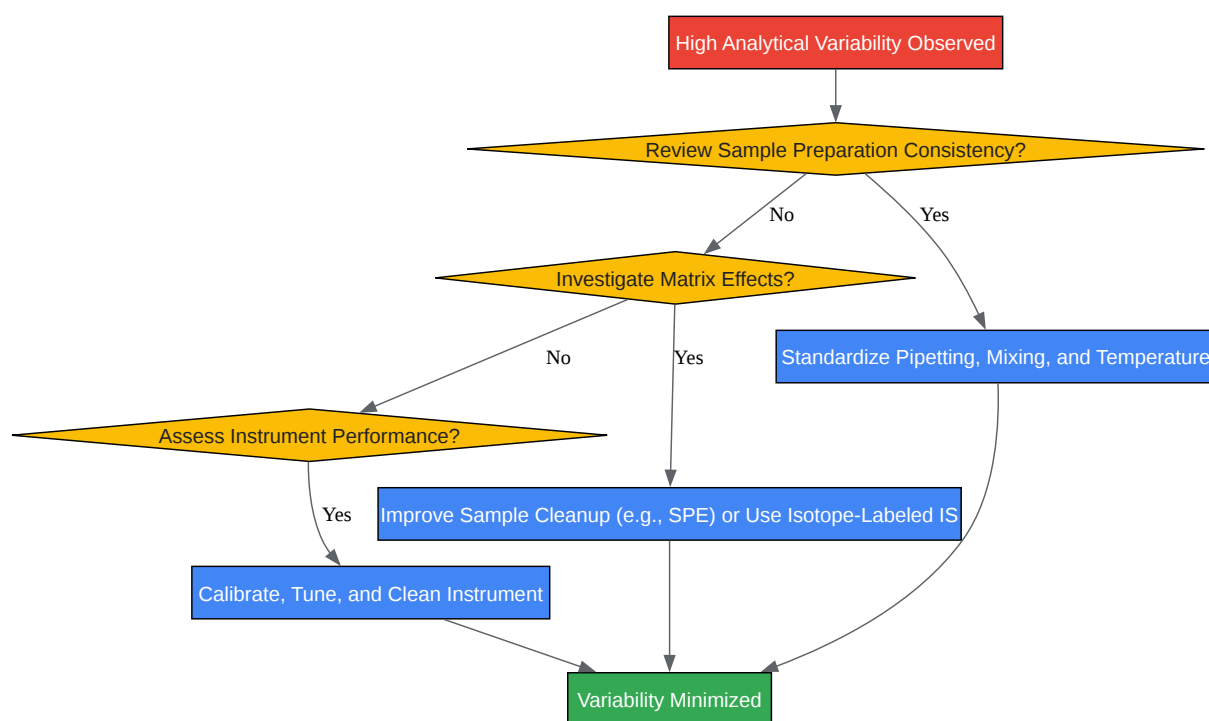 High Analytical Variability Observed
Review Sample Preparation Consistency?
No
Yes
Investigate Matrix Effects?
No
Yes
Standardize Pipetting, Mixing, and Temperature
Assess Instrument Performance?
Yes
Improve Sample Cleanup (e.g., SPE) or Use Isotope-Labeled IS
Calibrate, Tune, and Clean Instrument
Variability Minimized